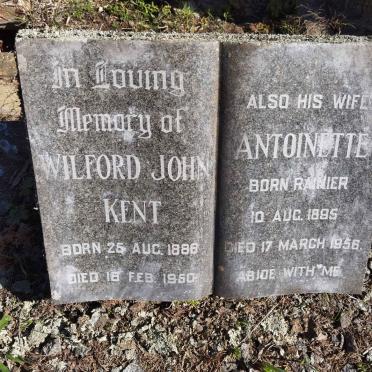 In Loving
Memory of
WILFORD JOHN
KENT
BORN 25 AUG. 1886
DIED 18 FEB. 1950.
ALSO HIS WIFE
ANTOINETTE
BORN RAINIER
10 AUG. 1895
DIED 17 MARCH 1956.
ABIDE WITH ME.